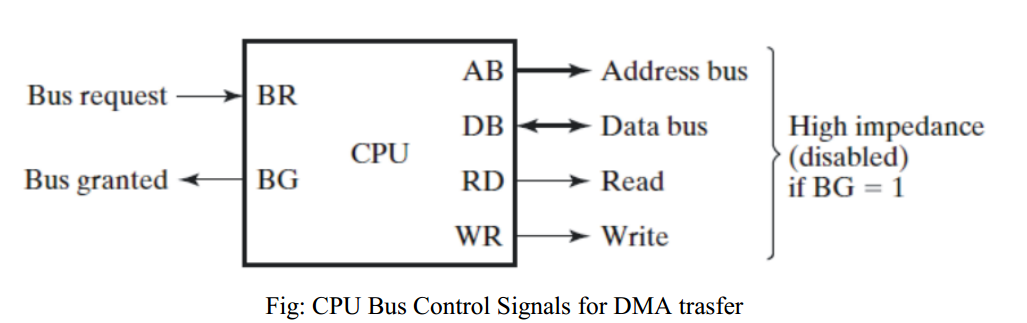 AB
Address bus
Bus request
BR
DB
Data bus
High impedance
(disabled)
if BG = 1
CPU
Bus granted
BG
RD
Read
WR
Write
Fig: CPU Bus Control Signals for DMA trasfer